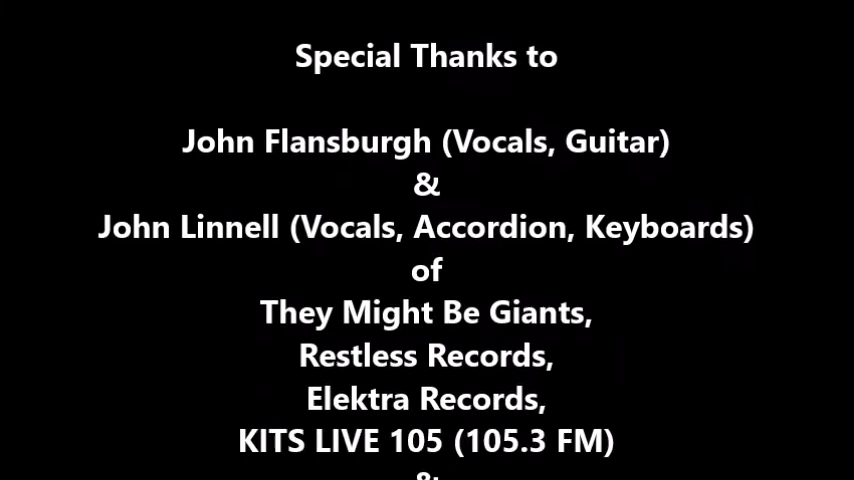 Special Thanks to
John Flansburgh (Vocals, Guitar)
&
John Linnell (Vocals, Accordion, Keyboards)
of
They Might Be Giants,
Restless Records,
Elektra Records,
KITS LIVE 105 (105.3 FM)
&